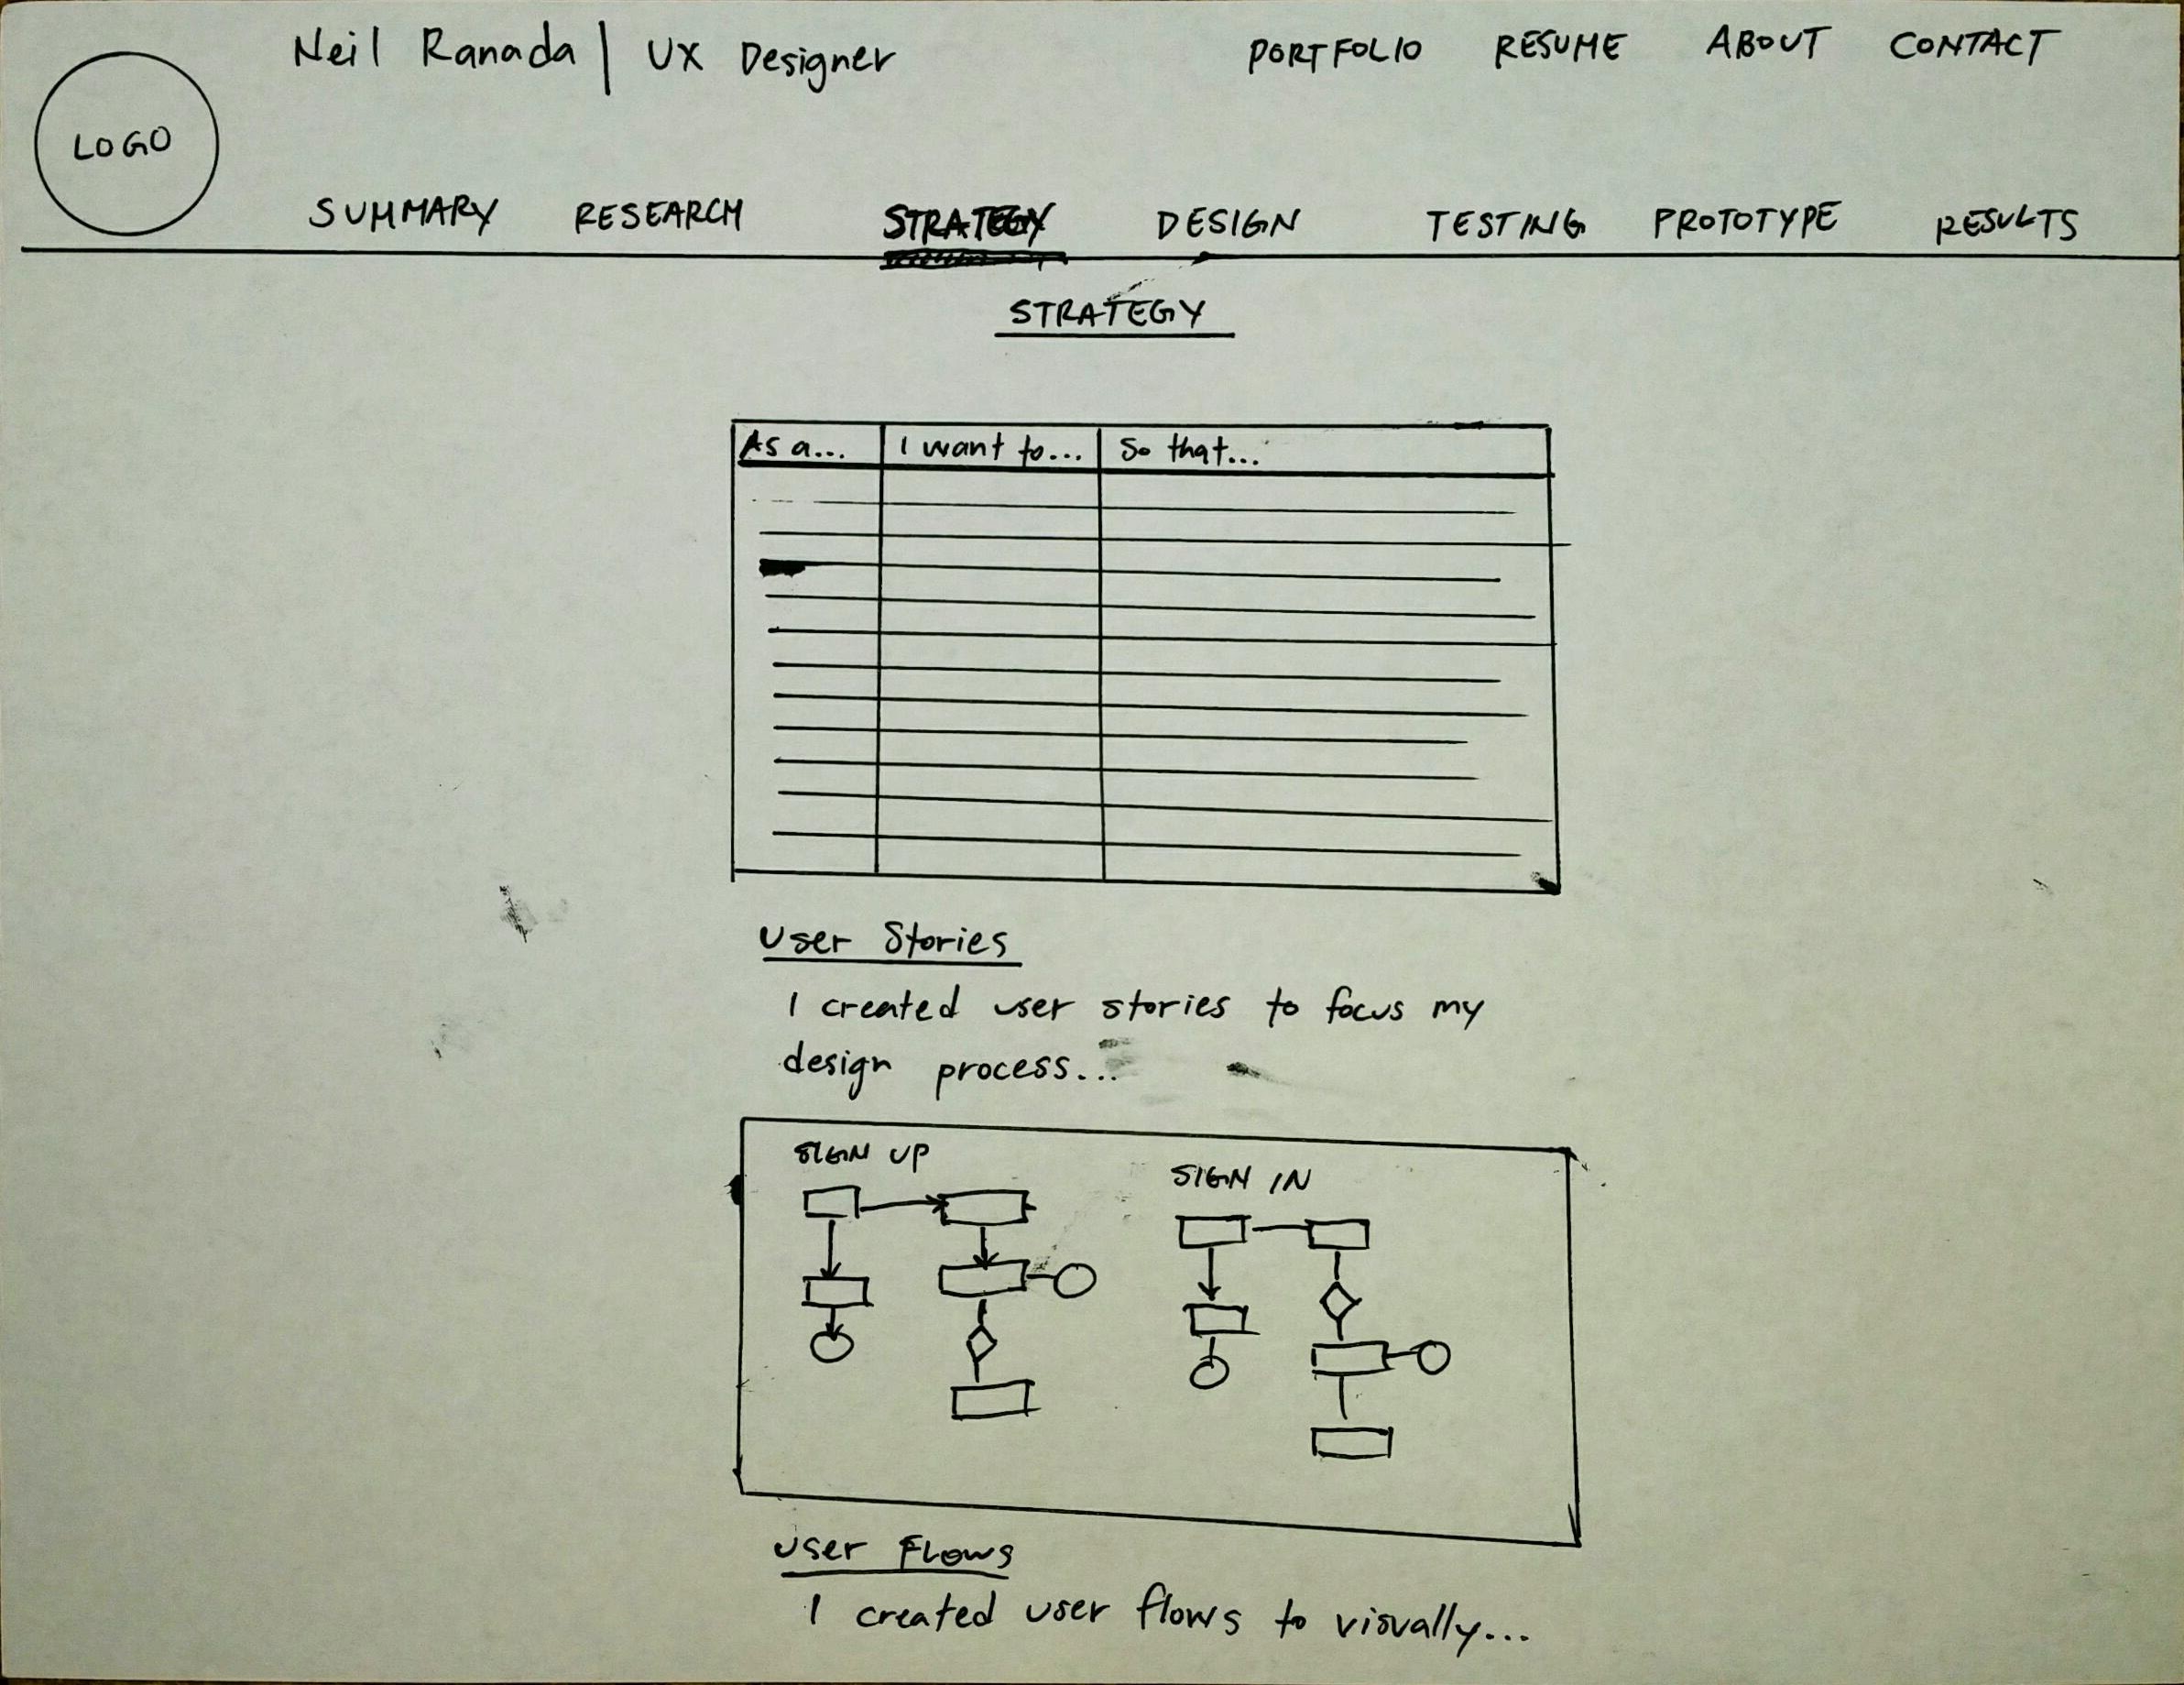 Neil Ranada | UX Designer
PORTFOLIO RESUME ABOUT CONTACT
LOGO
SUMMARY RESEARCH STRATEGY DESIGN TESTING PROTOTYPE RESULTS
STRATEGY
As a... I want to... So that...
User Stories
I created user stories to focus my
design process...
SIGN UP
SIGN IN
User Flows
I created user flows to visually...